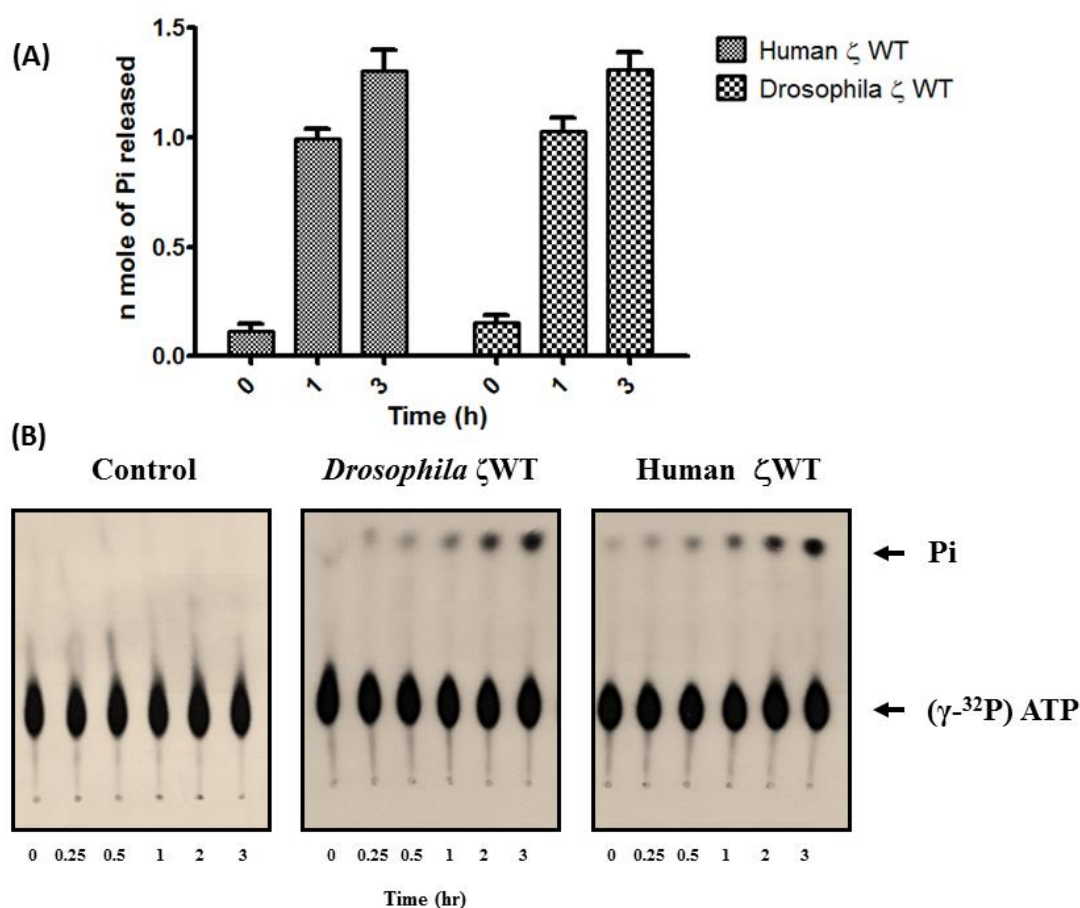 (A)
n mole of Pi released
1.5
1.0
0.5
0.0
0 1 3 0 1 3
Time (h)
Human ζ WT
Drosophila ζ WT
(B)
Control Drosophila ζWT Human ζWT
Pi
(γ-³²P) ATP
0 0.25 0.5 1 2 3 0 0.25 0.5 1 2 3 0 0.25 0.5 1 2 3
Time (hr)